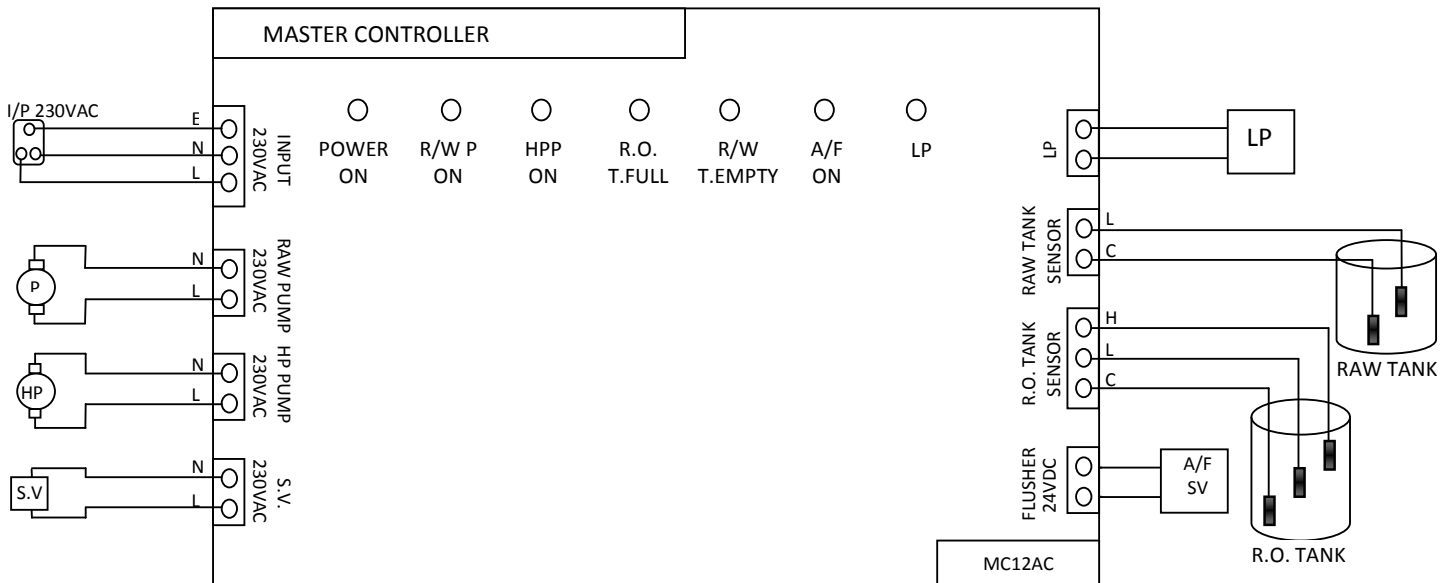 MASTER CONTROLLER
I/P 230VAC
E
N
L
INPUT
230VAC
POWER
ON
R/W P
ON
HPP
ON
R.O.
T.FULL
R/W
T.EMPTY
A/F
ON
LP
P
N
L
RAW PUMP
230VAC
HP
N
L
HP PUMP
230VAC
S.V
N
L
S.V.
230VAC
LP
LP
RAW TANK
SENSOR
L
C
RAW TANK
R.O. TANK
SENSOR
H
L
C
R.O. TANK
FLUSHER
24VDC
A/F
SV
MC12AC